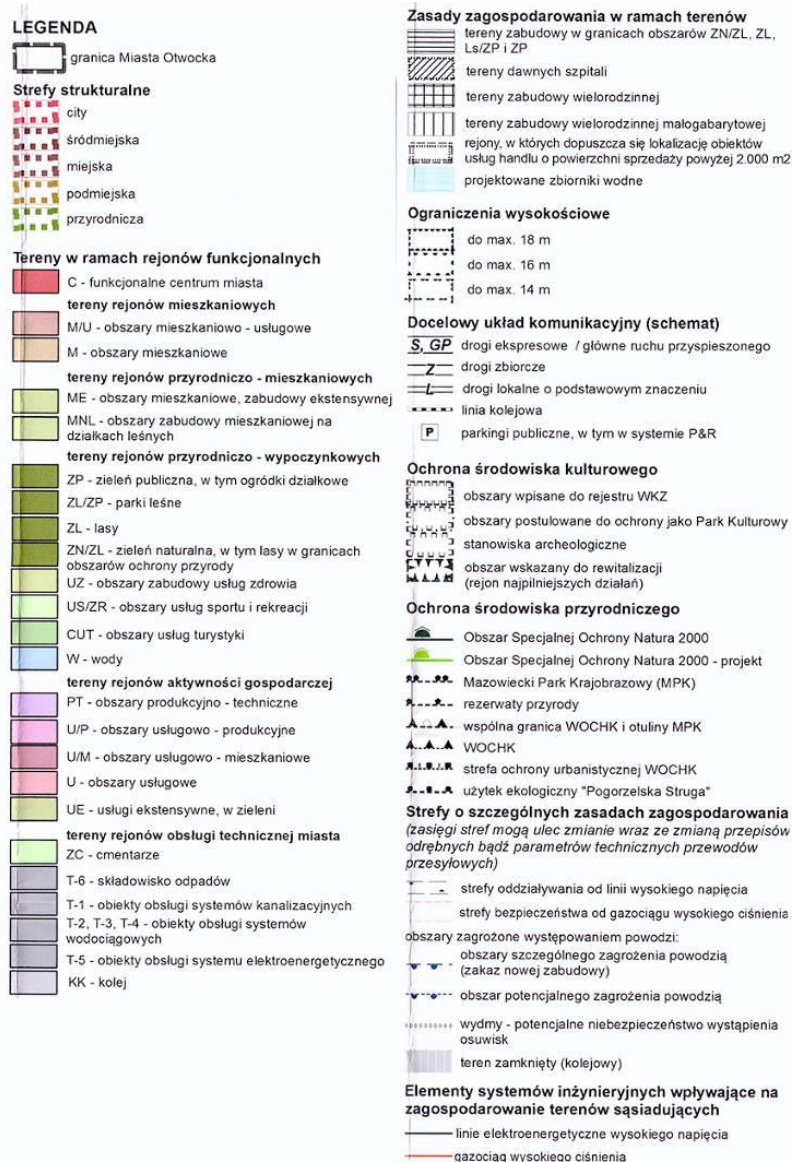 LEGENDA
granica Miasta Otwocka
Strefy strukturalne
city
śródmiejska
miejska
podmiejska
przyrodnicza
Tereny w ramach rejonów funkcjonalnych
C - funkcjonalne centrum miasta
tereny rejonów mieszkaniowych
M/U - obszary mieszkaniowo - usługowe
M - obszary mieszkaniowe
tereny rejonów przyrodniczo - mieszkaniowych
ME - obszary mieszkaniowe, zabudowy ekstensywnej
MNL - obszary zabudowy mieszkaniowej na
działkach leśnych
tereny rejonów przyrodniczo - wypoczynkowych
ZP - zieleń publiczna, w tym ogródki działkowe
ZL/ZP - parki leśne
ZL - lasy
ZN/ZL - zieleń naturalna, w tym lasy w granicach
obszarów ochrony przyrody
UZ - obszary zabudowy usług zdrowia
US/ZR - obszary usług sportu i rekreacji
CUT - obszary usług turystyki
W - wody
tereny rejonów aktywności gospodarczej
PT - obszary produkcyjno - techniczne
U/P - obszary usługowo - produkcyjne
U/M - obszary usługowo - mieszkaniowe
U - obszary usługowe
UE - usługi ekstensywne, w zieleni
tereny rejonów obsługi technicznej miasta
ZC - cmentarze
T-6 - składowisko odpadów
T-1 - obiekty obsługi systemów kanalizacyjnych
T-2, T-3, T-4 - obiekty obsługi systemów
wodociągowych
T-5 - obiekty obsługi systemu elektroenergetycznego
KK - kolej
Zasady zagospodarowania w ramach terenów
tereny zabudowy w granicach obszarów ZN/ZL, ZL,
Ls/ZP i ZP
tereny dawnych szpitali
tereny zabudowy wielorodzinnej
tereny zabudowy wielorodzinnej małogabarytowej
rejony, w których dopuszcza się lokalizację obiektów
usług handlu o powierzchni sprzedaży powyżej 2.000 m2
projektowane zbiorniki wodne
Ograniczenia wysokościowe
do max. 18 m
do max. 16 m
do max. 14 m
Docelowy układ komunikacyjny (schemat)
S, GP drogi ekspresowe / główne ruchu przyspieszonego
Z drogi zbiorcze
L drogi lokalne o podstawowym znaczeniu
linia kolejowa
P parkingi publiczne, w tym w systemie P&R
Ochrona środowiska kulturowego
obszary wpisane do rejestru WKZ
obszary postulowane do ochrony jako Park Kulturowy
stanowiska archeologiczne
obszar wskazany do rewitalizacji
(rejon najpilniejszych działań)
Ochrona środowiska przyrodniczego
Obszar Specjalnej Ochrony Natura 2000
Obszar Specjalnej Ochrony Natura 2000 - projekt
Mazowiecki Park Krajobrazowy (MPK)
rezerwaty przyrody
wspólna granica WOCHK i otuliny MPK
WOCHK
strefa ochrony urbanistycznej WOCHK
użytek ekologiczny "Pogorzelska Struga"
Strefy o szczególnych zasadach zagospodarowania
(zasięgi stref mogą ulec zmianie wraz ze zmianą przepisów
odrębnych bądź parametrów technicznych przewodów
przesyłowych)
strefy oddziaływania od linii wysokiego napięcia
strefy bezpieczeństwa od gazociągu wysokiego ciśnienia
obszary zagrożone występowaniem powodzi:
obszary szczególnego zagrożenia powodzią
(zakaz nowej zabudowy)
obszar potencjalnego zagrożenia powodzią
wydmy - potencjalne niebezpieczeństwo wystąpienia
osuwisk
teren zamknięty (kolejowy)
Elementy systemów inżynieryjnych wpływające na
zagospodarowanie terenów sąsiadujących
linie elektroenergetyczne wysokiego napięcia
gazociąg wysokiego ciśnienia